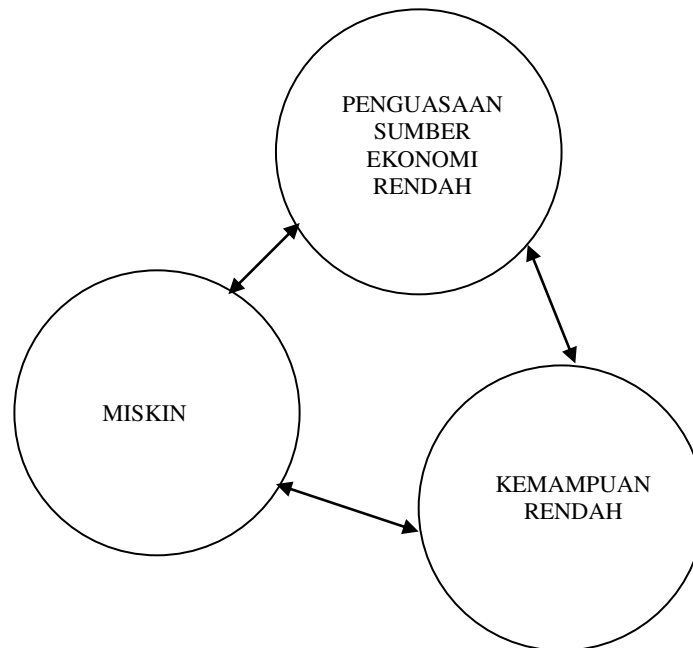 PENGUASAAN
SUMBER
EKONOMI
RENDAH
MISKIN
KEMAMPUAN
RENDAH